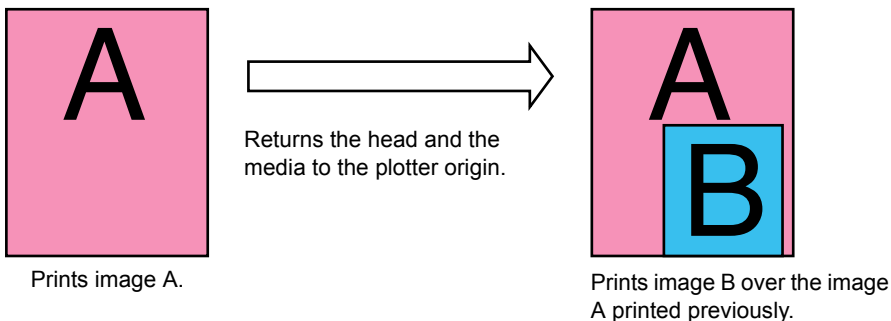 A
Prints image A.
Returns the head and the
media to the plotter origin.
A
B
Prints image B over the image
A printed previously.